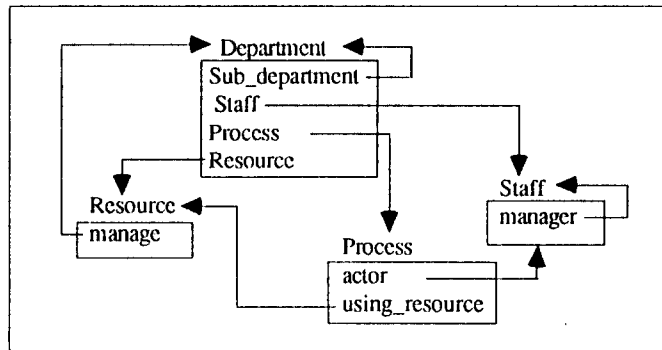 Department
Sub_department
Staff
Process
Resource
Resource
manage
Staff
manager
Process
actor
using_resource